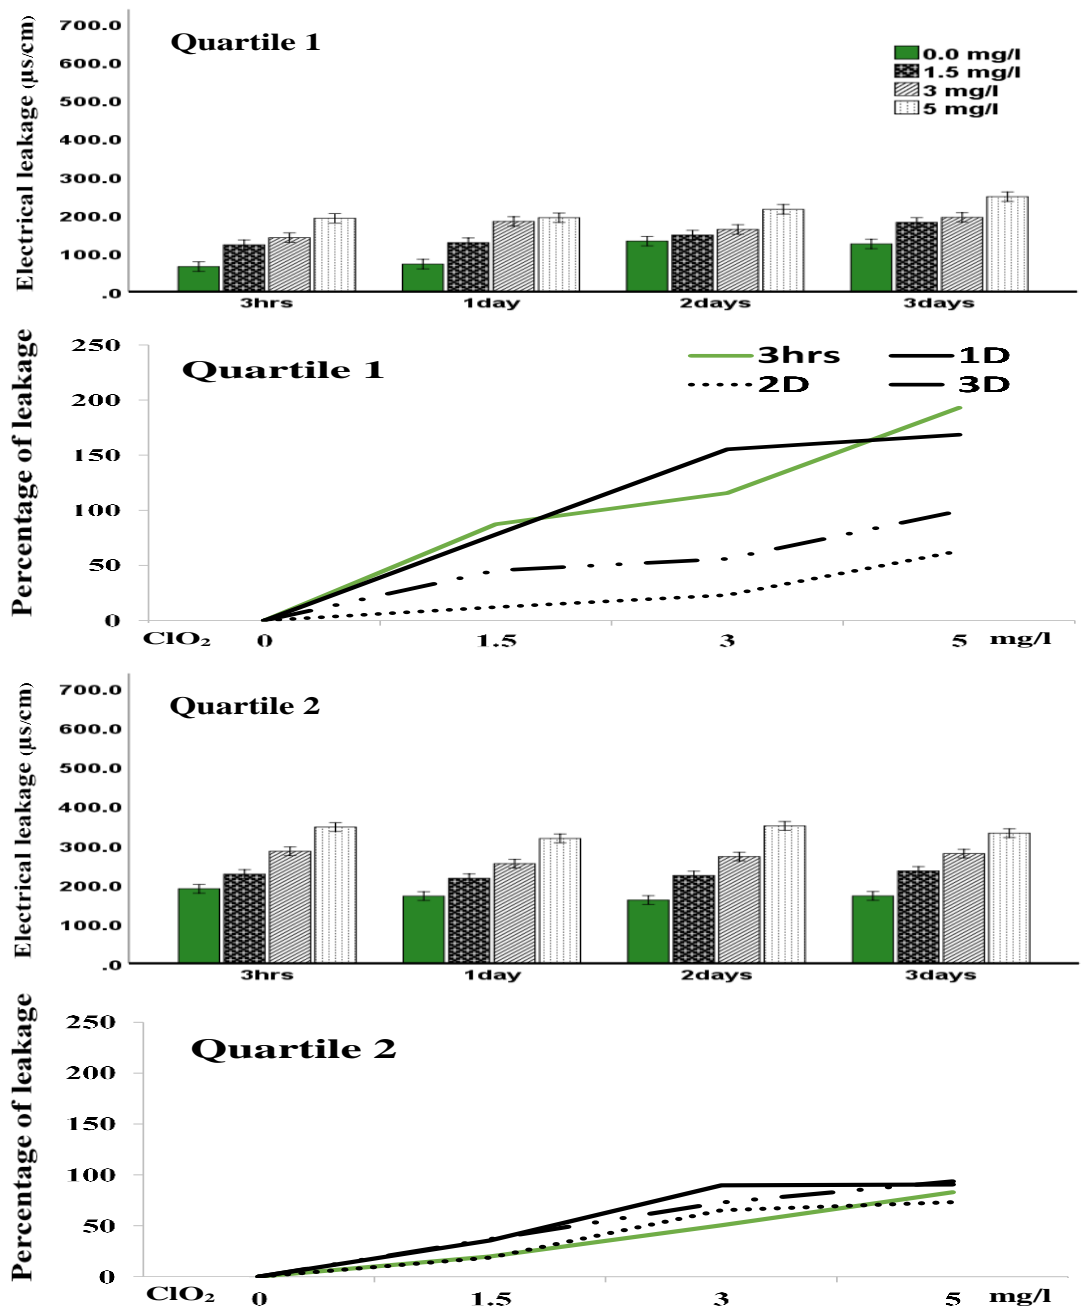 Electrical leakage (µs/cm)
700.0
600.0
500.0
400.0
300.0
200.0
100.0
.0
Quartile 1
0.0 mg/l
1.5 mg/l
3 mg/l
5 mg/l
3hrs 1day 2days 3days
Percentage of leakage
250
200
150
100
50
0
Quartile 1
3hrs 1D
2D 3D
ClO₂ 0 1.5 3 5 mg/l
Electrical leakage (µs/cm)
700.0
600.0
500.0
400.0
300.0
200.0
100.0
.0
Quartile 2
3hrs 1day 2days 3days
Percentage of leakage
250
200
150
100
50
0
Quartile 2
ClO₂ 0 1.5 3 5 mg/l